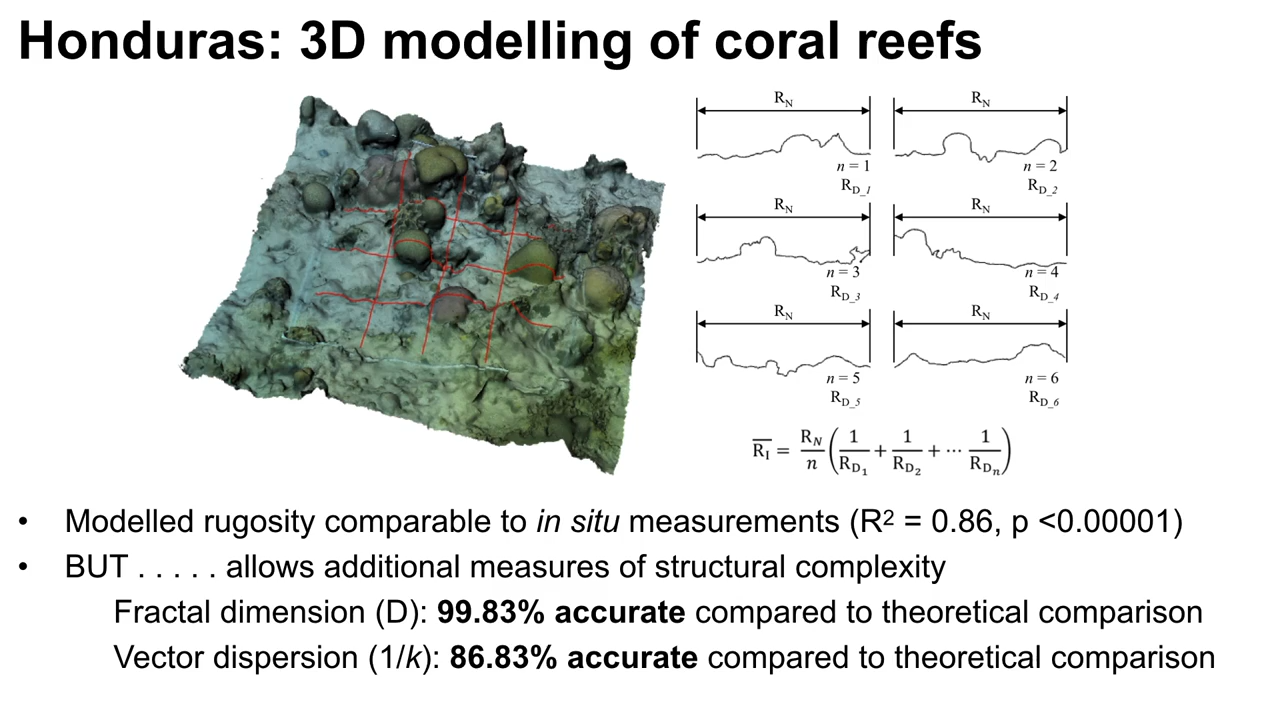 Honduras: 3D modelling of coral reefs
R_N
R_N
n = 1
R_D_1
n = 2
R_D_2
R_N
R_N
n = 3
R_D_3
n = 4
R_D_4
R_N
R_N
n = 5
R_D_5
n = 6
R_D_6
R̅_I = R_N/n (1/R_D₁ + 1/R_D₂ + ⋯ 1/R_Dₙ)
• Modelled rugosity comparable to in situ measurements (R² = 0.86, p <0.00001)
• BUT . . . . . allows additional measures of structural complexity
Fractal dimension (D): 99.83% accurate compared to theoretical comparison
Vector dispersion (1/k): 86.83% accurate compared to theoretical comparison